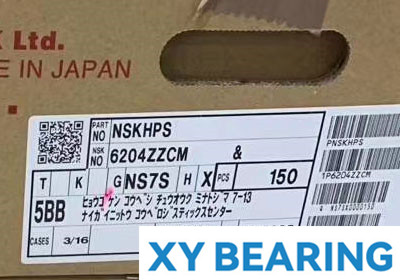 K Ltd.
E IN JAPAN
PART NO NSKHPS
NSK NO 6204ZZCM &
T K G NS7S H X PCS 150
5BB ヒョウゴ ケン コウベ シ チュウオウク ミナトジマ 7-13
ナイガイニットウ コウベ ロジスティックスセンター
CASES 3/16
PNSKHPS
1P6204ZZCM
XY BEARING